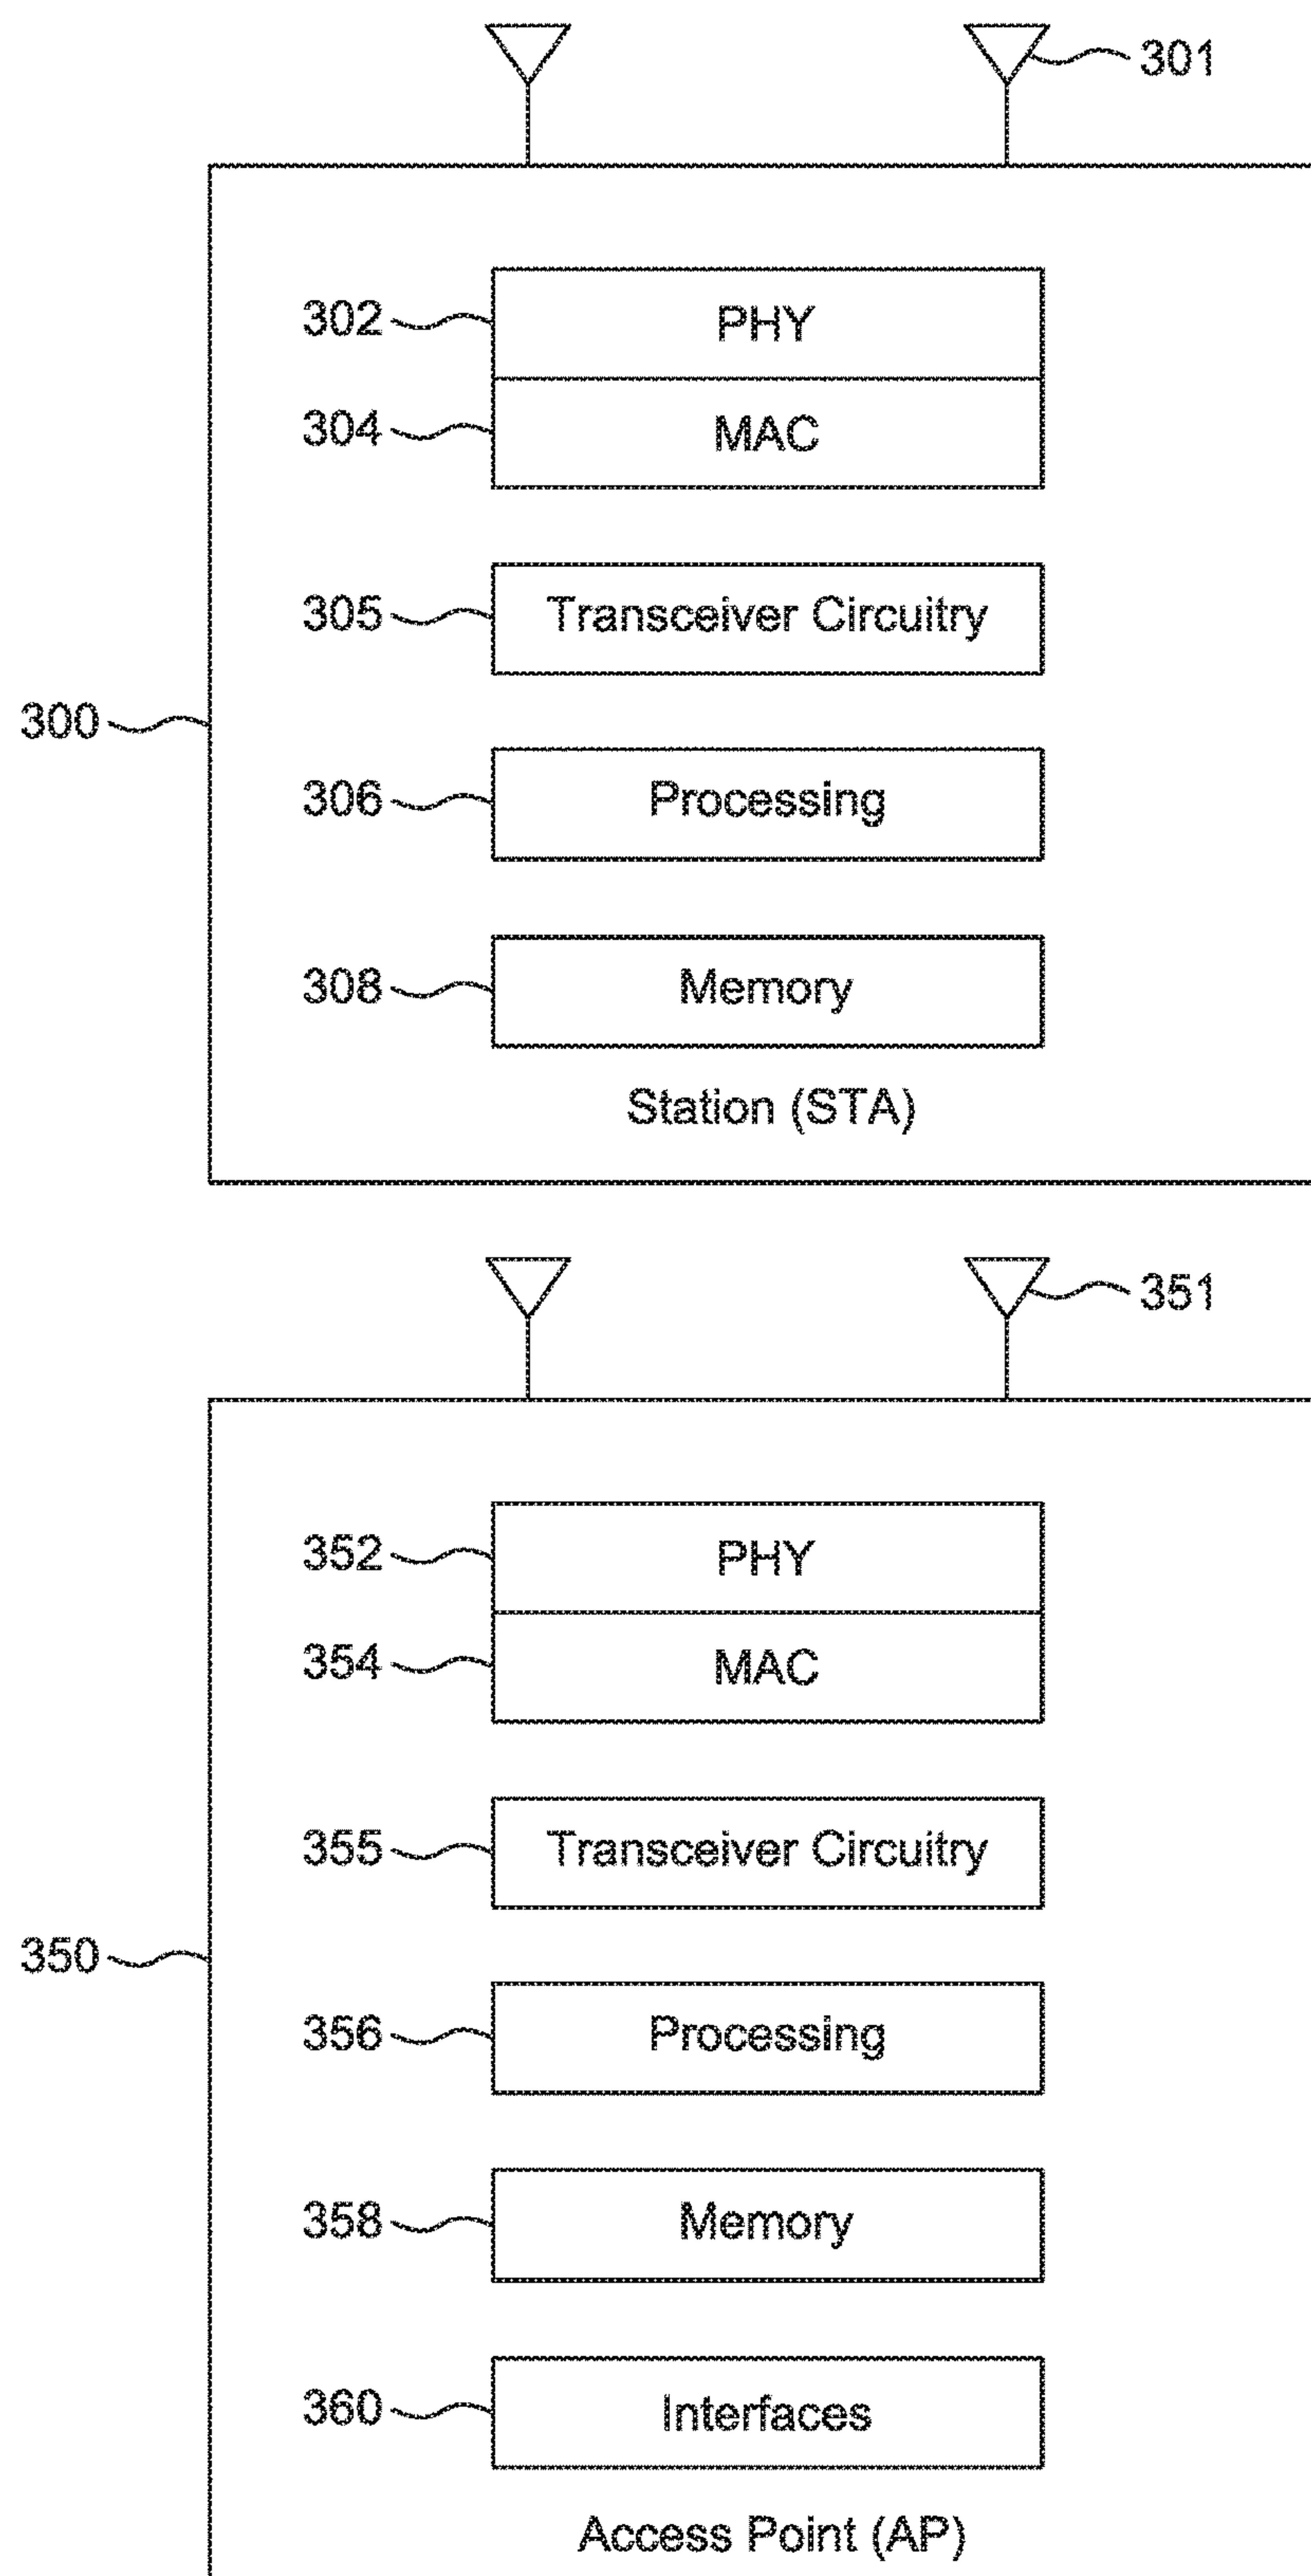 301
302 PHY
304 MAC
305 Transceiver Circuitry
300
306 Processing
308 Memory
Station (STA)
351
352 PHY
354 MAC
355 Transceiver Circuitry
350
356 Processing
358 Memory
360 Interfaces
Access Point (AP)